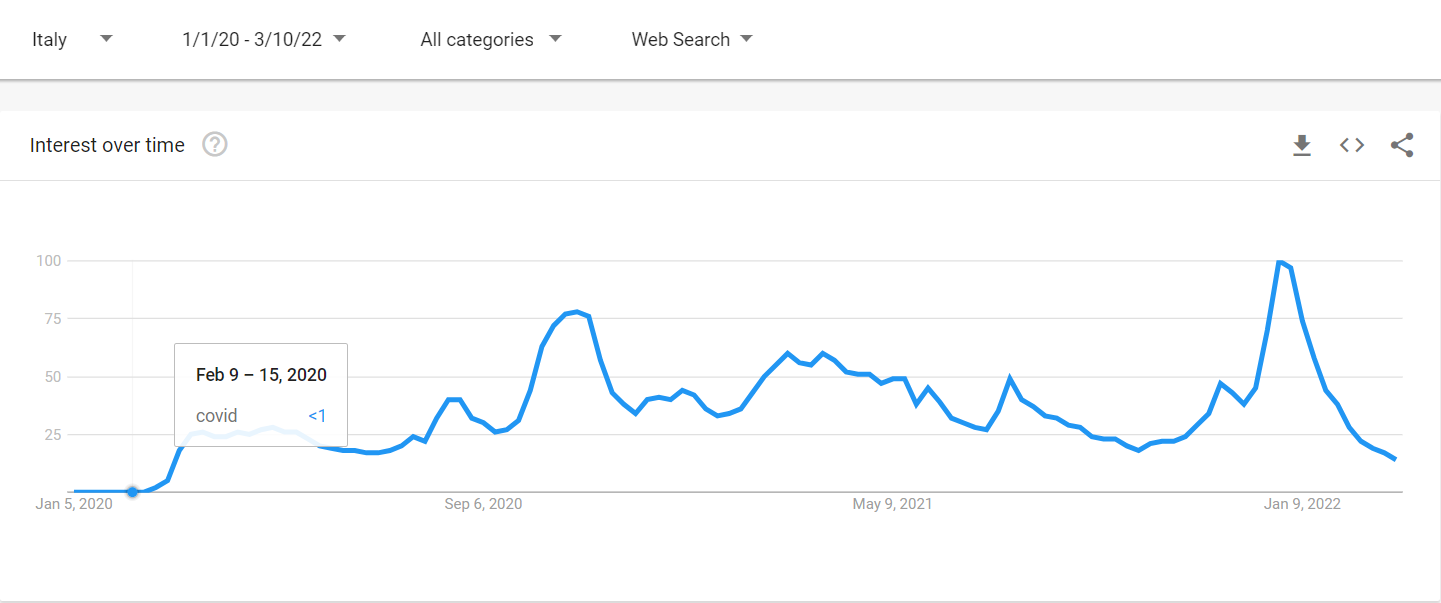 Italy 1/1/20 - 3/10/22 All categories Web Search
Interest over time ?
100
75
50
25
Feb 9 – 15, 2020
covid <1
Jan 5, 2020 Sep 6, 2020 May 9, 2021 Jan 9, 2022